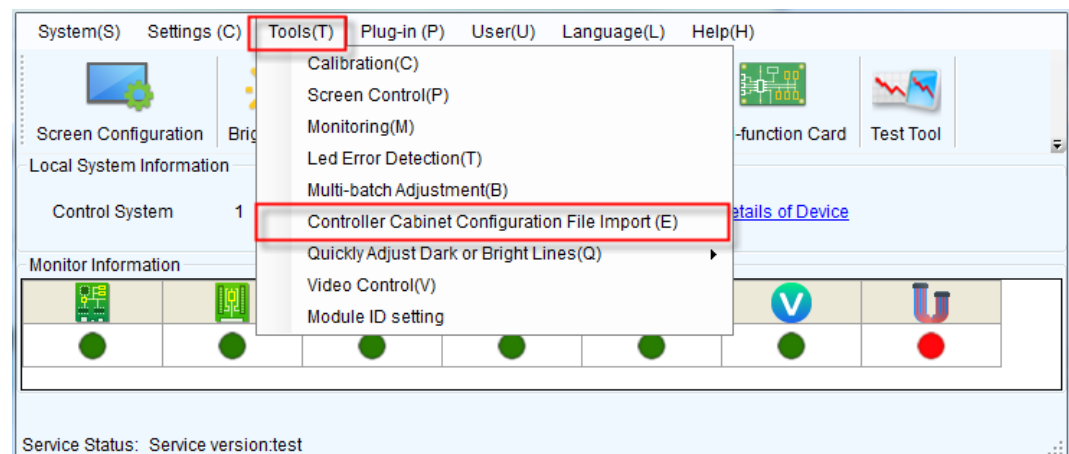 System(S) Settings (C) Tools(T) Plug-in (P) User(U) Language(L) Help(H)
Calibration(C)
Screen Control(P)
Monitoring(M)
Led Error Detection(T)
Multi-batch Adjustment(B)
Controller Cabinet Configuration File Import (E)
Quickly Adjust Dark or Bright Lines(Q)
Video Control(V)
Module ID setting
Screen Configuration Brig -function Card Test Tool
Local System Information
Control System 1 etails of Device
Monitor Information
V
Service Status: Service version:test